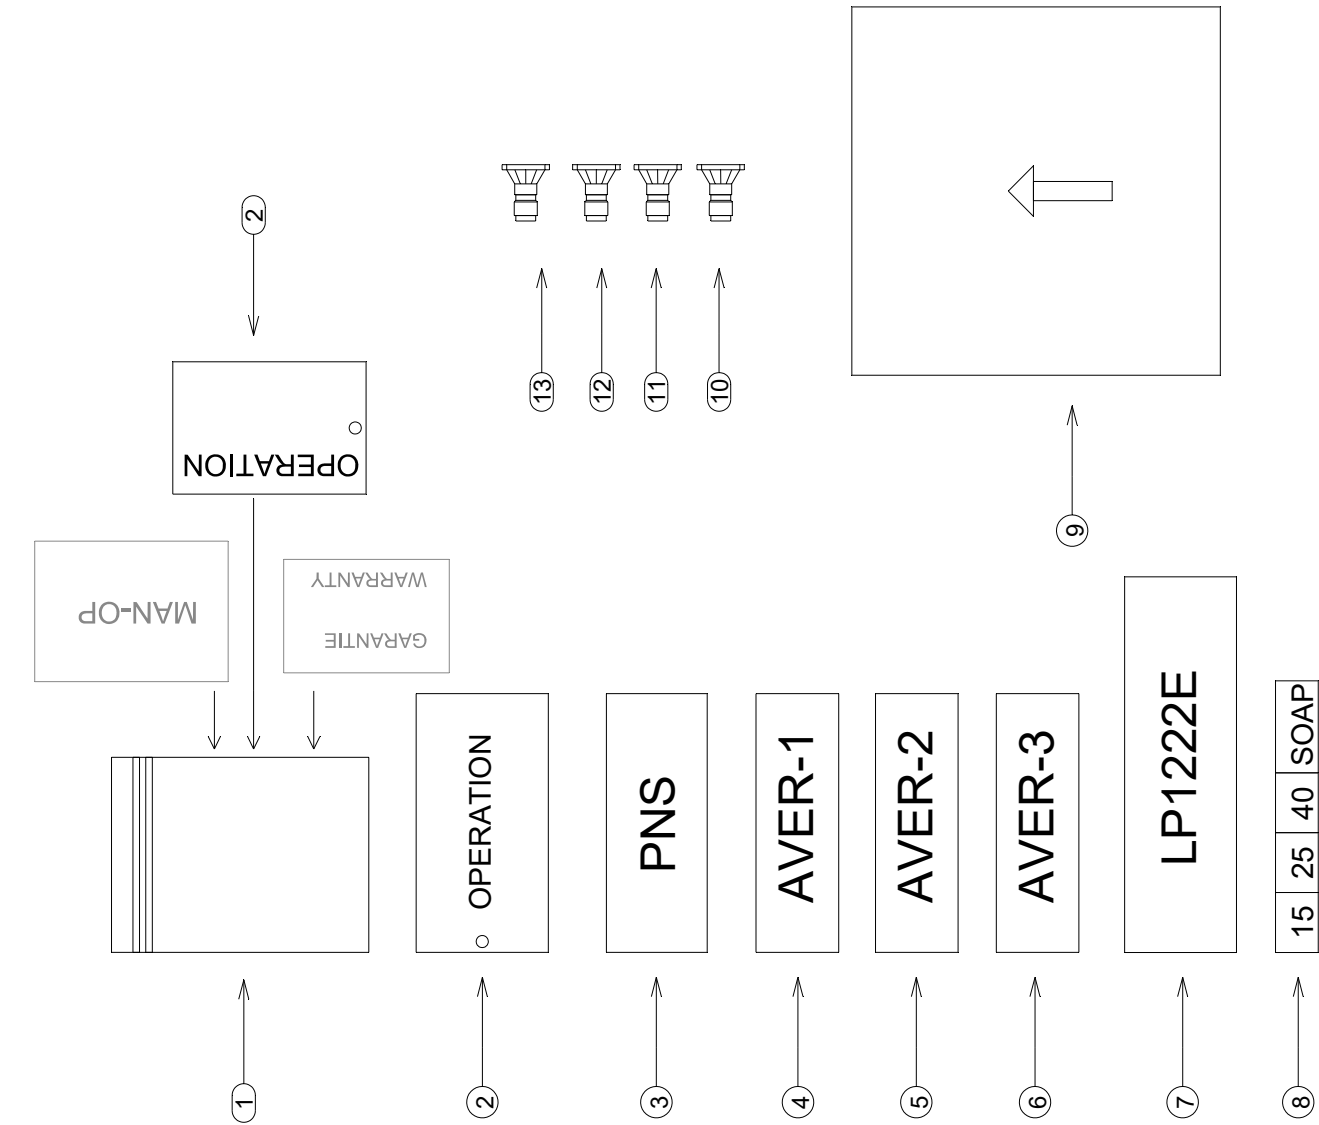 2
13
12
11
10
OPERATION
9
MAN-OP
WARRANTY
GARANTIE
OPERATION
PNS
AVER-1
AVER-2
AVER-3
LP1222E
15 25 40 SOAP
1
2
3
4
5
6
7
8